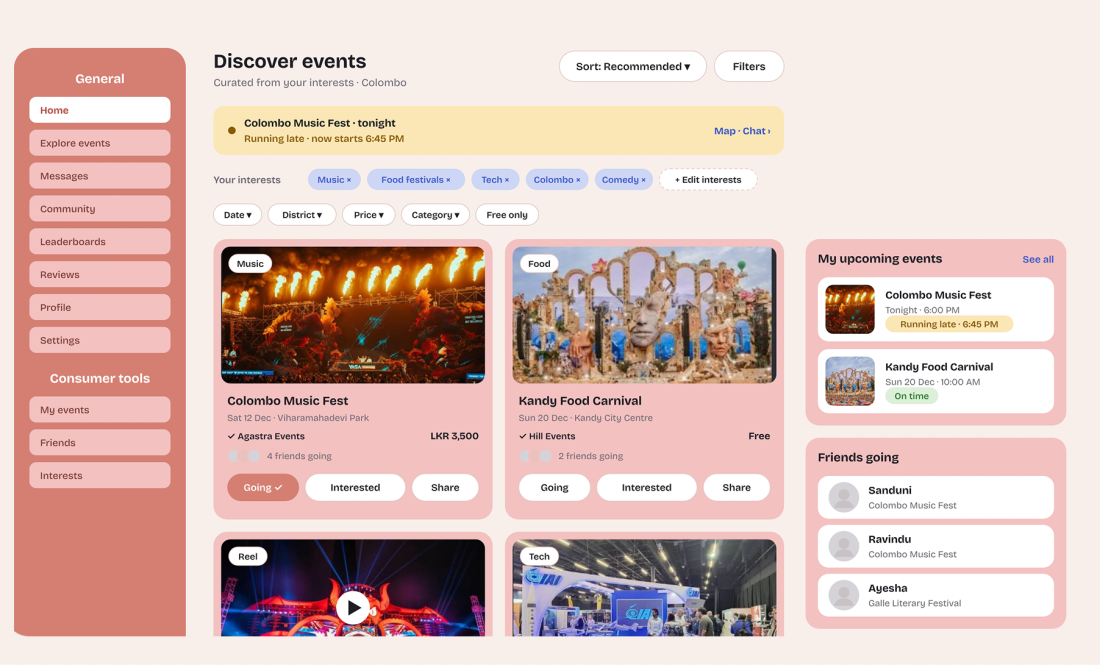 General
Home
Explore events
Messages
Community
Leaderboards
Reviews
Profile
Settings
Consumer tools
My events
Friends
Interests
Discover events
Curated from your interests · Colombo
Sort: Recommended ▾
Filters
Colombo Music Fest · tonight
Running late · now starts 6:45 PM
Map · Chat ›
Your interests
Music ×
Food festivals ×
Tech ×
Colombo ×
Comedy ×
+ Edit interests
Date ▾
District ▾
Price ▾
Category ▾
Free only
Music
Colombo Music Fest
Sat 12 Dec · Viharamahadevi Park
✓ Agastra Events
LKR 3,500
4 friends going
Going ✓
Interested
Share
Food
Kandy Food Carnival
Sun 20 Dec · Kandy City Centre
✓ Hill Events
Free
2 friends going
Going
Interested
Share
Reel
Tech
My upcoming events
See all
Colombo Music Fest
Tonight · 6:00 PM
Running late · 6:45 PM
Kandy Food Carnival
Sun 20 Dec · 10:00 AM
On time
Friends going
Sanduni
Colombo Music Fest
Ravindu
Colombo Music Fest
Ayesha
Galle Literary Festival